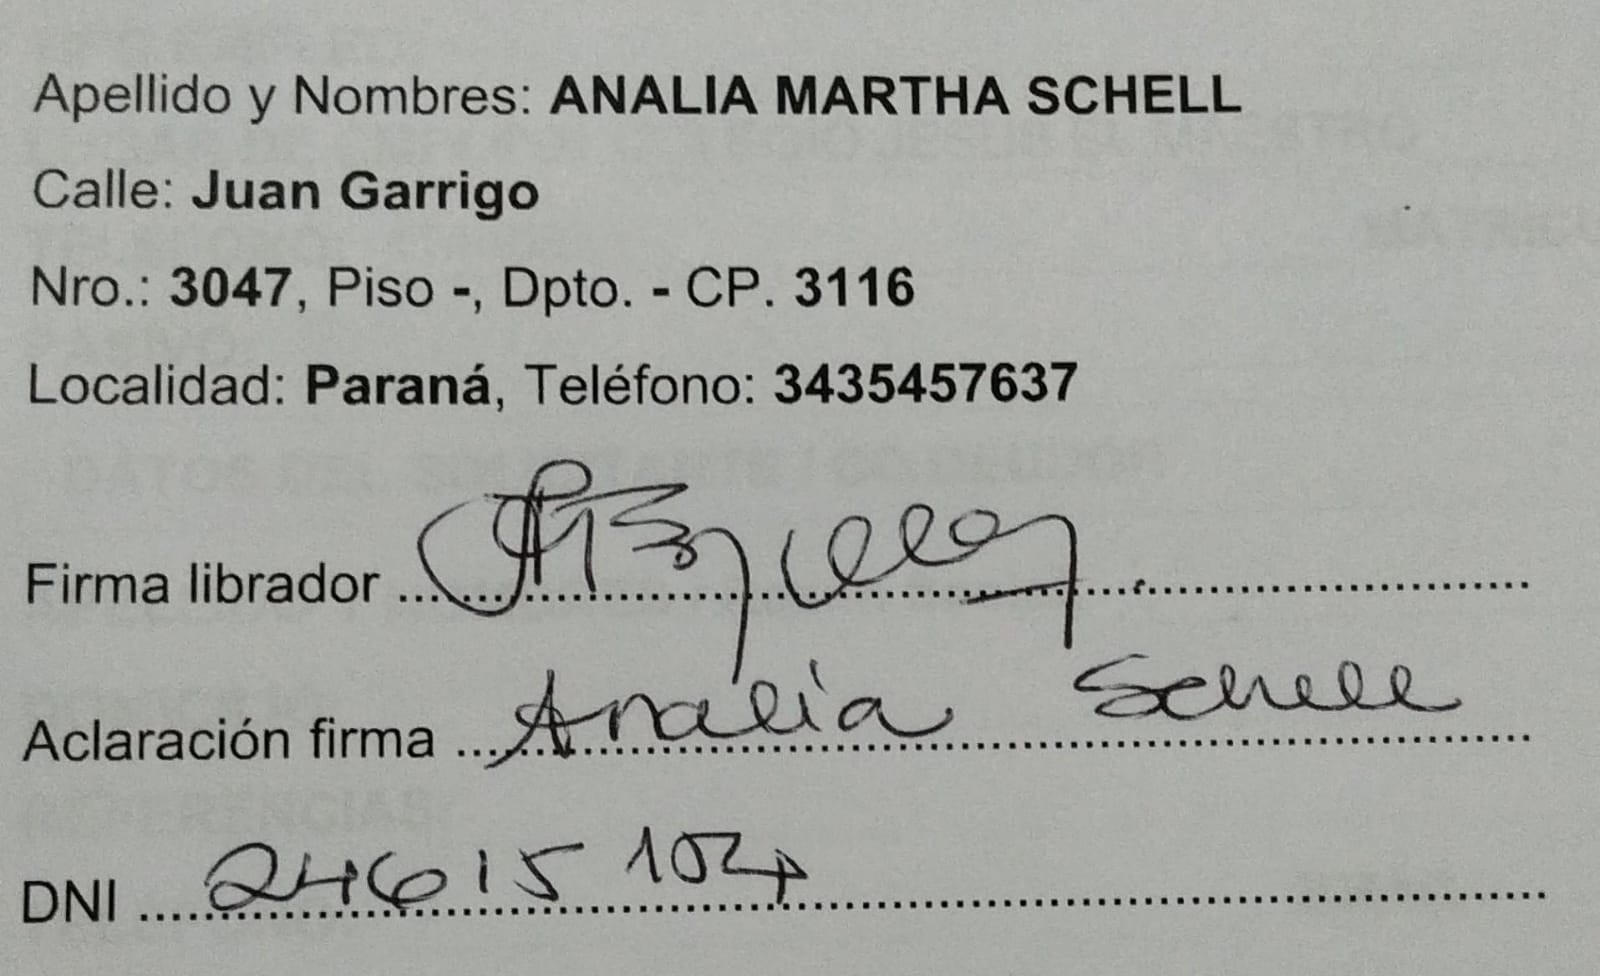 Apellido y Nombres: ANALIA MARTHA SCHELL
Calle: Juan Garrigo
Nro.: 3047, Piso -, Dpto. - CP. 3116
Localidad: Paraná, Teléfono: 3435457637
Firma librador
Aclaración firma Analia Schell
DNI 24615104